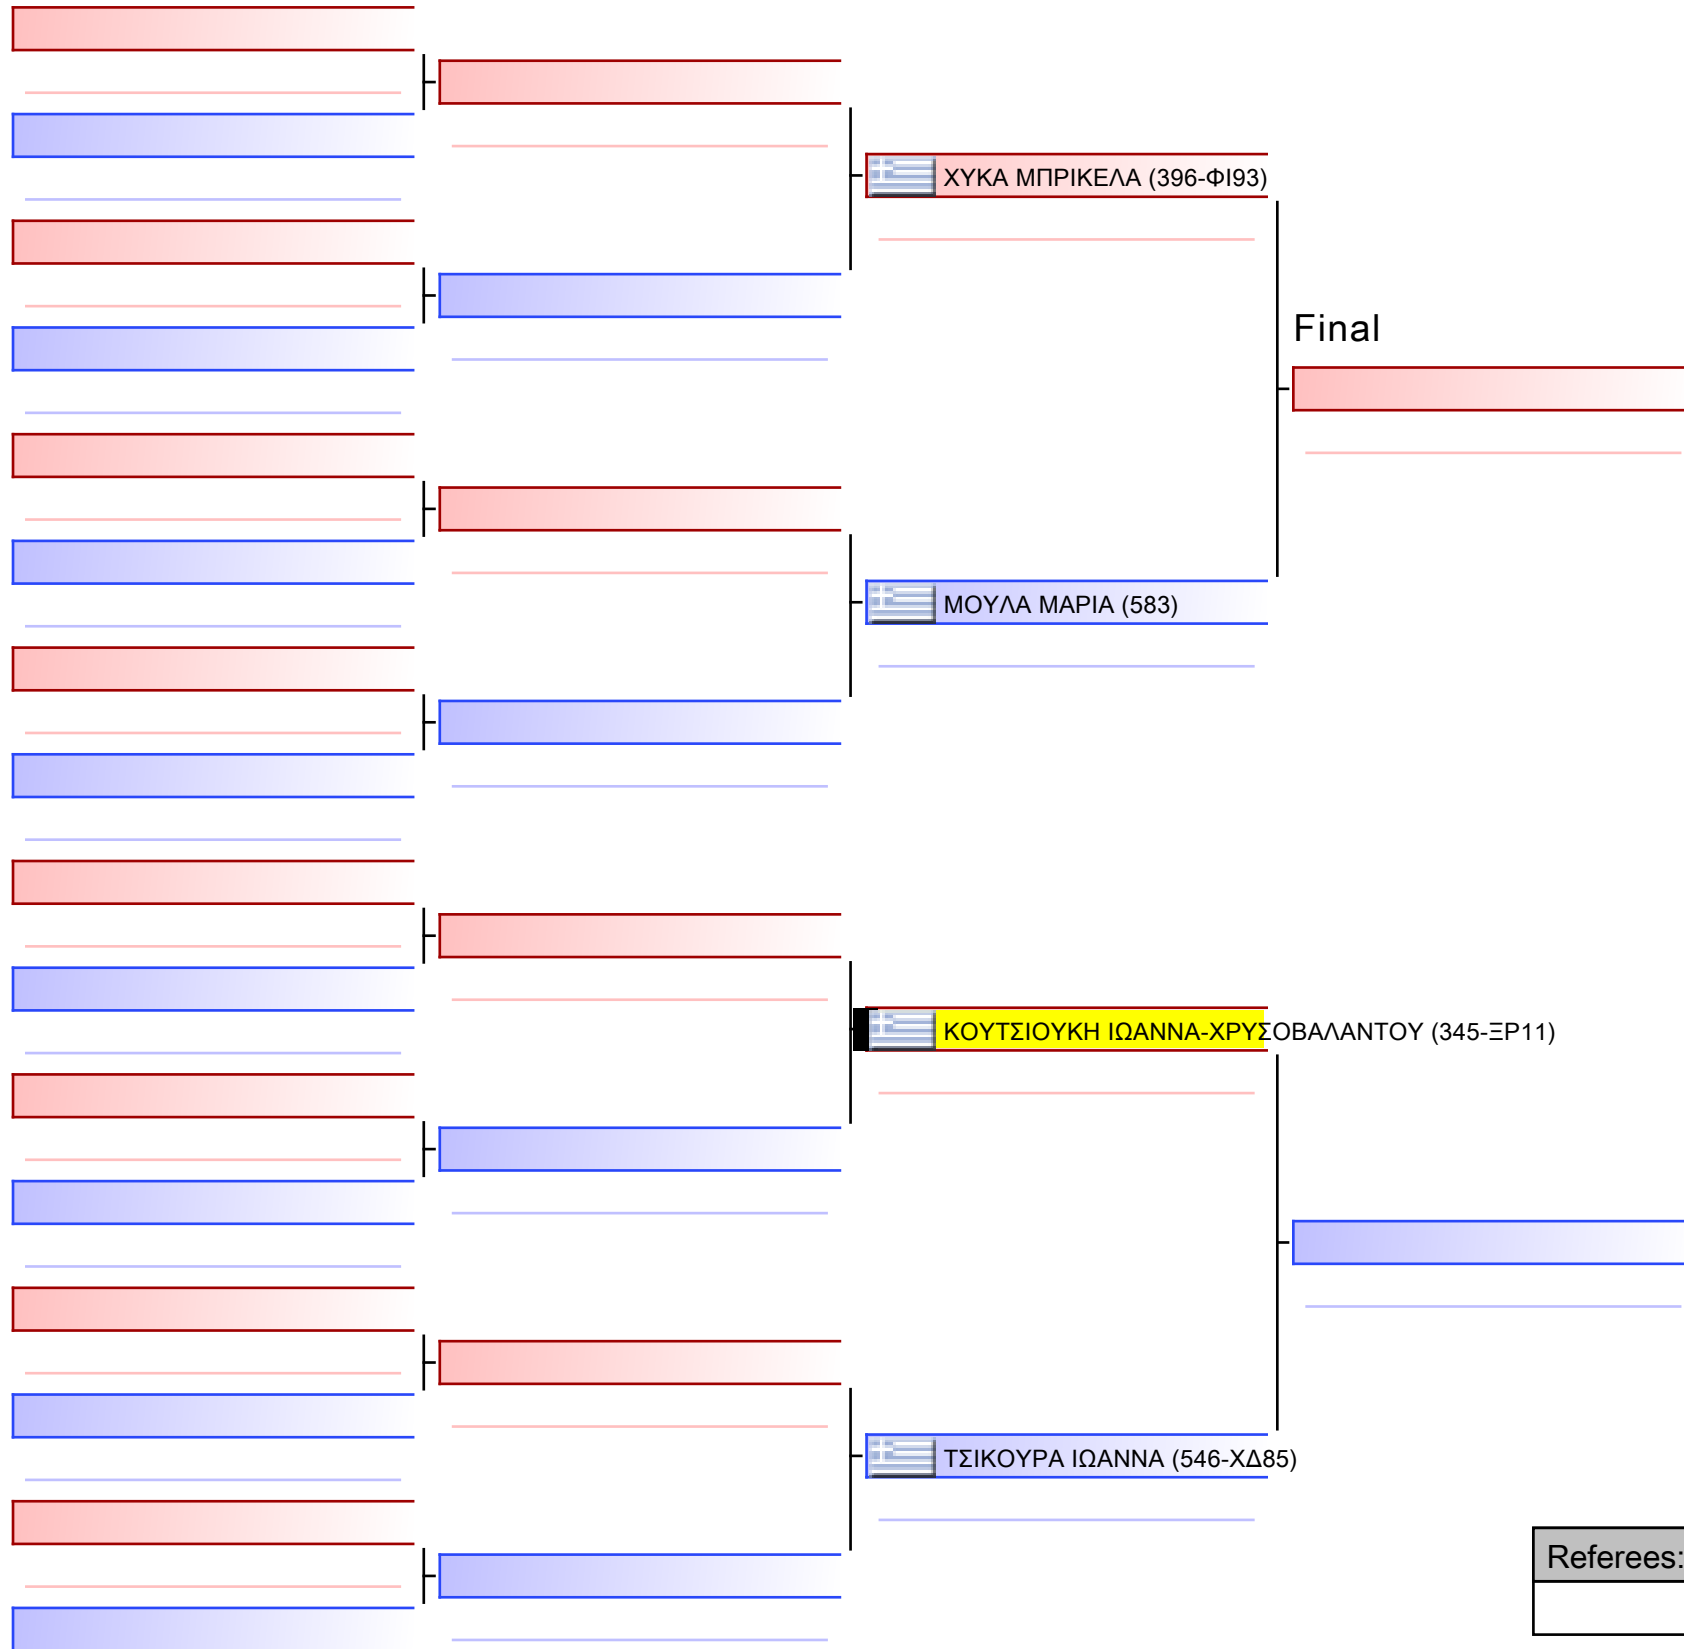 ΧΥΚΑ ΜΠΡΙΚΕΛΑ (396-ΦΙ93)
Final
ΜΟΥΛΑ ΜΑΡΙΑ (583)
ΚΟΥΤΣΙΟΥΚΗ ΙΩΑΝΝΑ-ΧΡΥΣΟΒΑΛΑΝΤΟΥ (345-ΞΡ11)
ΤΣΙΚΟΥΡΑ ΙΩΑΝΝΑ (546-ΧΔ85)
Referees: